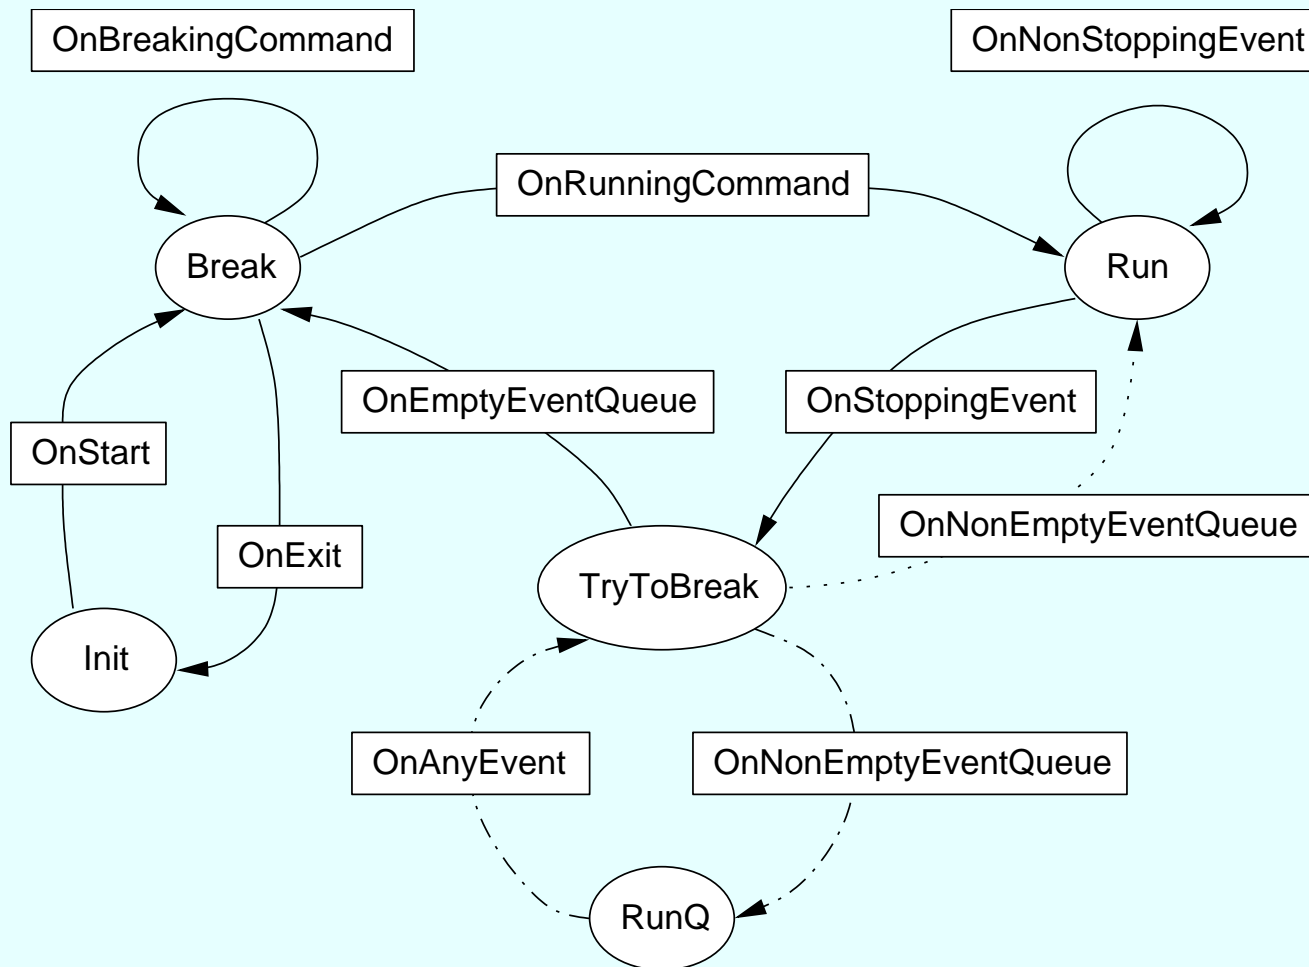 OnBreakingCommand
OnNonStoppingEvent
OnRunningCommand
Break
Run
OnEmptyEventQueue
OnStoppingEvent
OnStart
OnNonEmptyEventQueue
OnExit
TryToBreak
Init
OnAnyEvent
OnNonEmptyEventQueue
RunQ